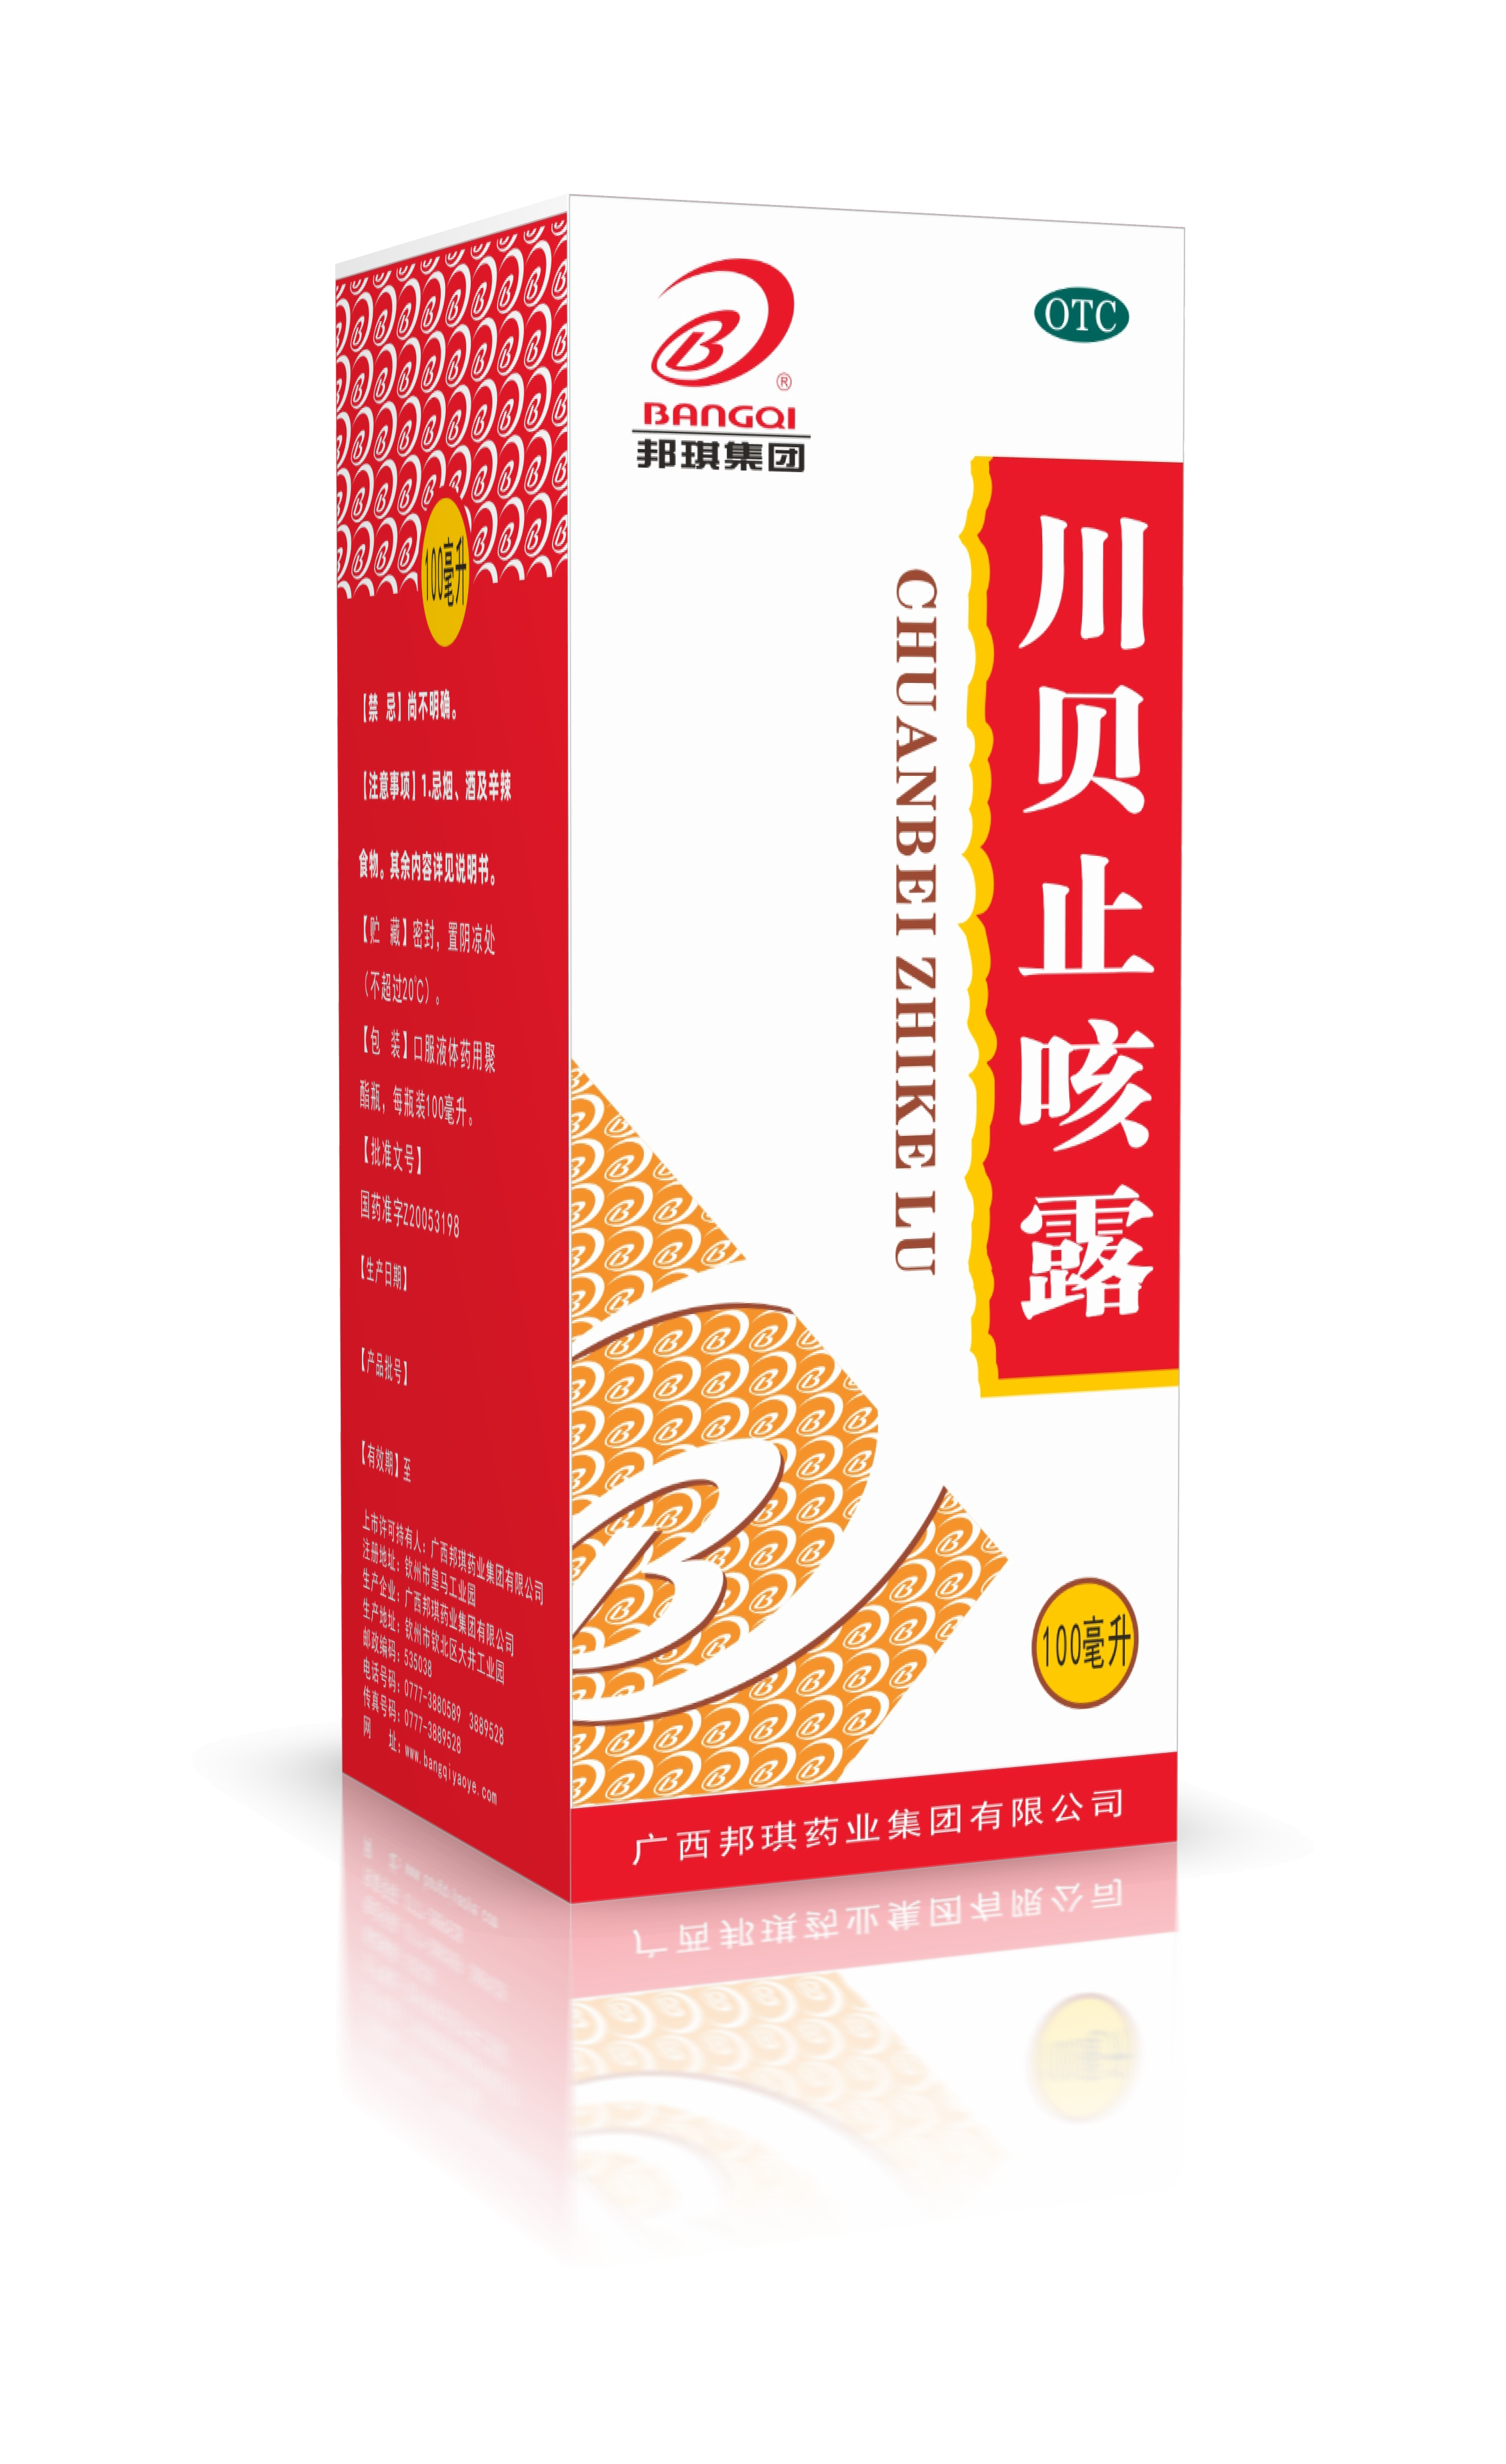 BANGQI
邦琪集团
OTC
川贝止咳露
CHUANBEI ZHIKE LU
100毫升
广西邦琪药业集团有限公司
100毫升
【禁 忌】尚不明确。
【注意事项】1.忌烟、酒及辛辣
食物。其余内容详见说明书。
【贮 藏】密封，置阴凉处
（不超过20℃）。
【包 装】口服液体药用聚
酯瓶，每瓶装100毫升。
【批准文号】
国药准字Z20053198
【生产日期】
【产品批号】
【有效期】至
上市许可持有人：广西邦琪药业集团有限公司
注册地址：钦州市皇马工业园
生产企业：广西邦琪药业集团有限公司
生产地址：钦州市钦北区大井工业园
邮政编码：535038
电话号码：0777-3880589 3889528
传真号码：0777-3889528
网 址：www.bangqiyaoye.com